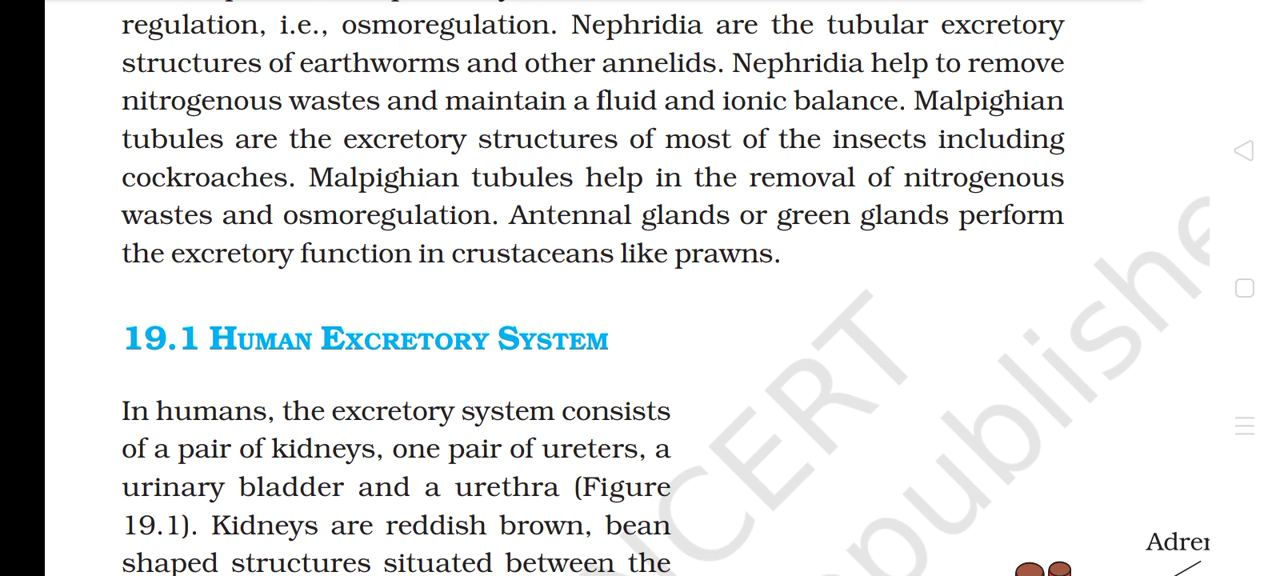 regulation, i.e., osmoregulation. Nephridia are the tubular excretory
structures of earthworms and other annelids. Nephridia help to remove
nitrogenous wastes and maintain a fluid and ionic balance. Malpighian
tubules are the excretory structures of most of the insects including
cockroaches. Malpighian tubules help in the removal of nitrogenous
wastes and osmoregulation. Antennal glands or green glands perform
the excretory function in crustaceans like prawns.
19.1 HUMAN EXCRETORY SYSTEM
In humans, the excretory system consists
of a pair of kidneys, one pair of ureters, a
urinary bladder and a urethra (Figure
19.1). Kidneys are reddish brown, bean
shaped structures situated between the
NCERT
publishe
Adre